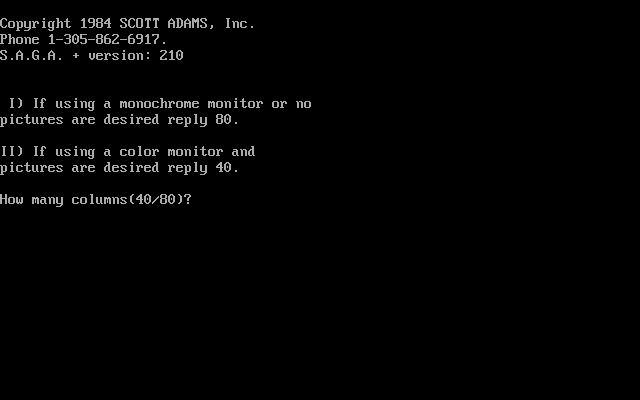 Copyright 1984 SCOTT ADAMS, Inc.
Phone 1-305-862-6917.
S.A.G.A. + version: 210
I) If using a monochrome monitor or no
pictures are desired reply 80.
II) If using a color monitor and
pictures are desired reply 40.
How many columns(40/80)?